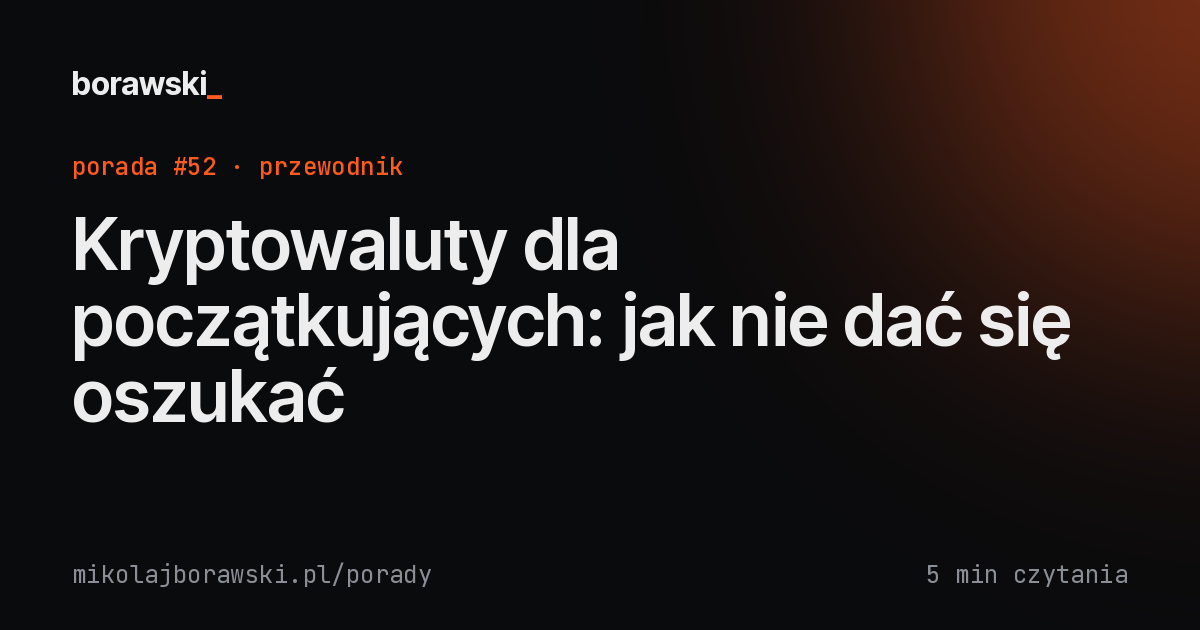 borawski_
porada #52 · przewodnik
Kryptowaluty dla
początkujących: jak nie dać się
oszukać
mikolajborawski.pl/porady
5 min czytania